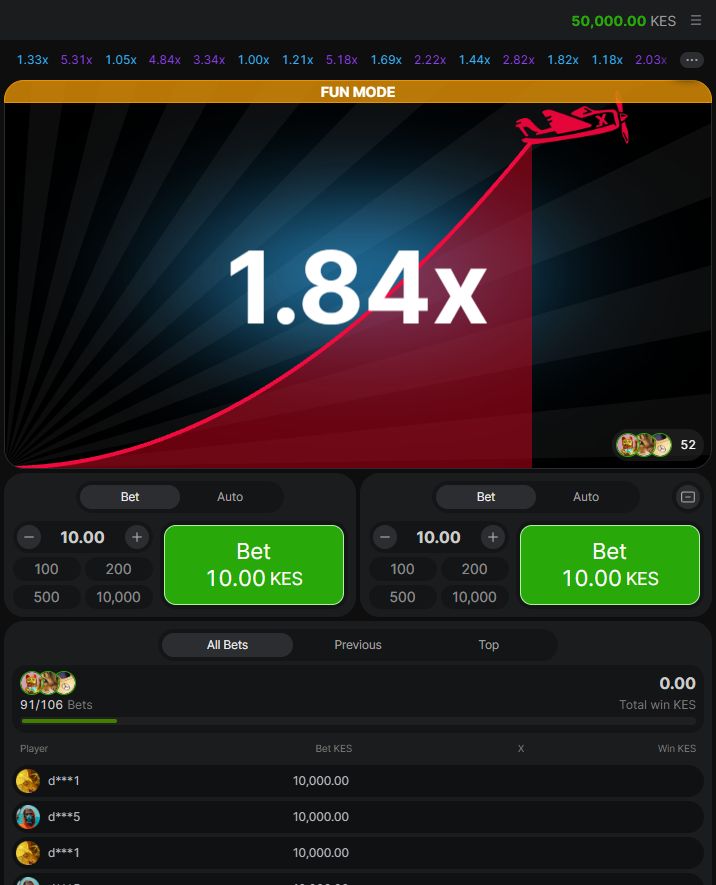 50,000.00 KES
1.33x 5.31x 1.05x 4.84x 3.34x 1.00x 1.21x 5.18x 1.69x 2.22x 1.44x 2.82x 1.82x 1.18x 2.03x
FUN MODE
X
1.84x
52
Bet Auto
10.00
100 200
500 10,000
Bet
10.00 KES
Bet Auto
10.00
100 200
500 10,000
Bet
10.00 KES
All Bets Previous Top
91/106 Bets
0.00
Total win KES
Player Bet KES X Win KES
d***1 10,000.00
d***5 10,000.00
d***1 10,000.00